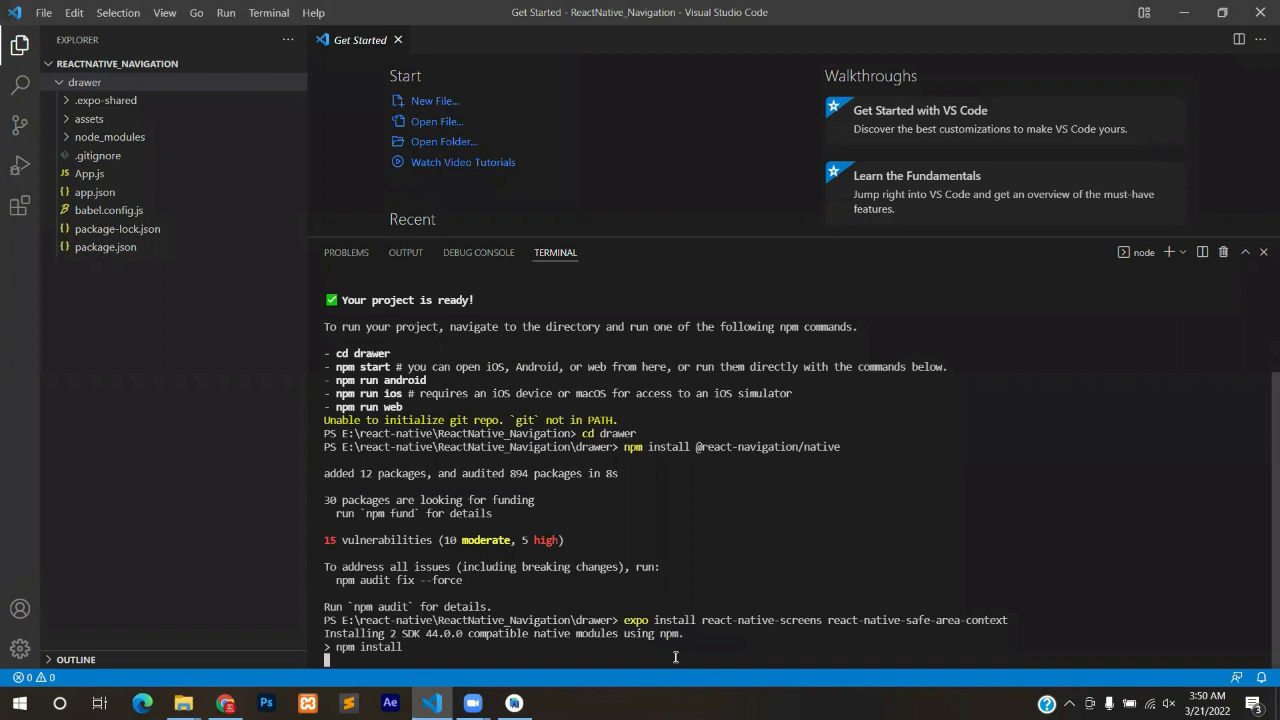 File Edit Selection View Go Run Terminal Help
Get Started - ReactNative_Navigation - Visual Studio Code
EXPLORER
REACTNATIVE_NAVIGATION
drawer
.expo-shared
assets
node_modules
.gitignore
JS App.js
{} app.json
babel.config.js
{} package-lock.json
{} package.json
OUTLINE
Get Started
Start
New File...
Open File...
Open Folder...
Watch Video Tutorials
Recent
Walkthroughs
Get Started with VS Code
Discover the best customizations to make VS Code yours.
Learn the Fundamentals
Jump right into VS Code and get an overview of the must-have
features.
PROBLEMS OUTPUT DEBUG CONSOLE TERMINAL
node
Your project is ready!
To run your project, navigate to the directory and run one of the following npm commands.
- cd drawer
- npm start # you can open iOS, Android, or web from here, or run them directly with the commands below.
- npm run android
- npm run ios # requires an iOS device or macOS for access to an iOS simulator
- npm run web
Unable to initialize git repo. `git` not in PATH.
PS E:\react-native\ReactNative_Navigation> cd drawer
PS E:\react-native\ReactNative_Navigation\drawer> npm install @react-navigation/native
added 12 packages, and audited 894 packages in 8s
30 packages are looking for funding
run `npm fund` for details
15 vulnerabilities (10 moderate, 5 high)
To address all issues (including breaking changes), run:
npm audit fix --force
Run `npm audit` for details.
PS E:\react-native\ReactNative_Navigation\drawer> expo install react-native-screens react-native-safe-area-context
Installing 2 SDK 44.0.0 compatible native modules using npm.
> npm install
0 0
Ps
Ae
3:50 AM
3/21/2022
3